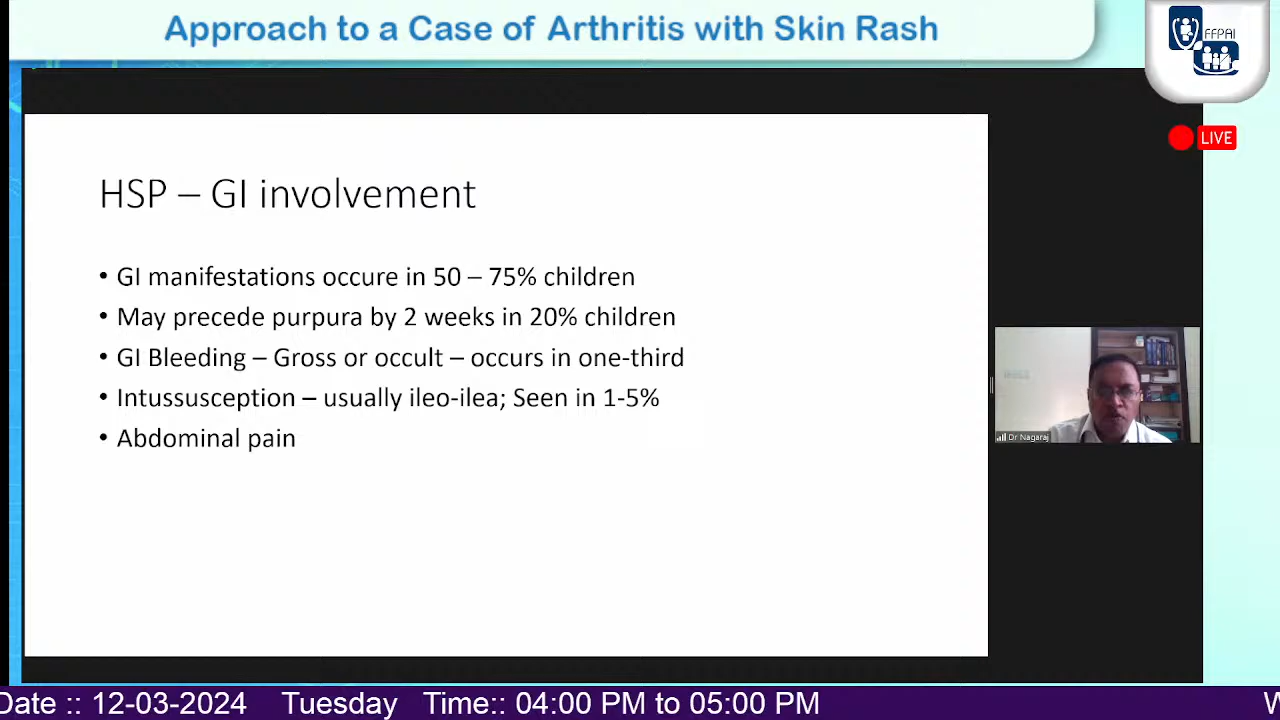 Approach to a Case of Arthritis with Skin Rash
FFPAI
LIVE
HSP – GI involvement
• GI manifestations occure in 50 – 75% children
• May precede purpura by 2 weeks in 20% children
• GI Bleeding – Gross or occult – occurs in one-third
• Intussusception – usually ileo-ilea; Seen in 1-5%
• Abdominal pain
Dr Nagaraj
Date :: 12-03-2024 Tuesday Time:: 04:00 PM to 05:00 PM W